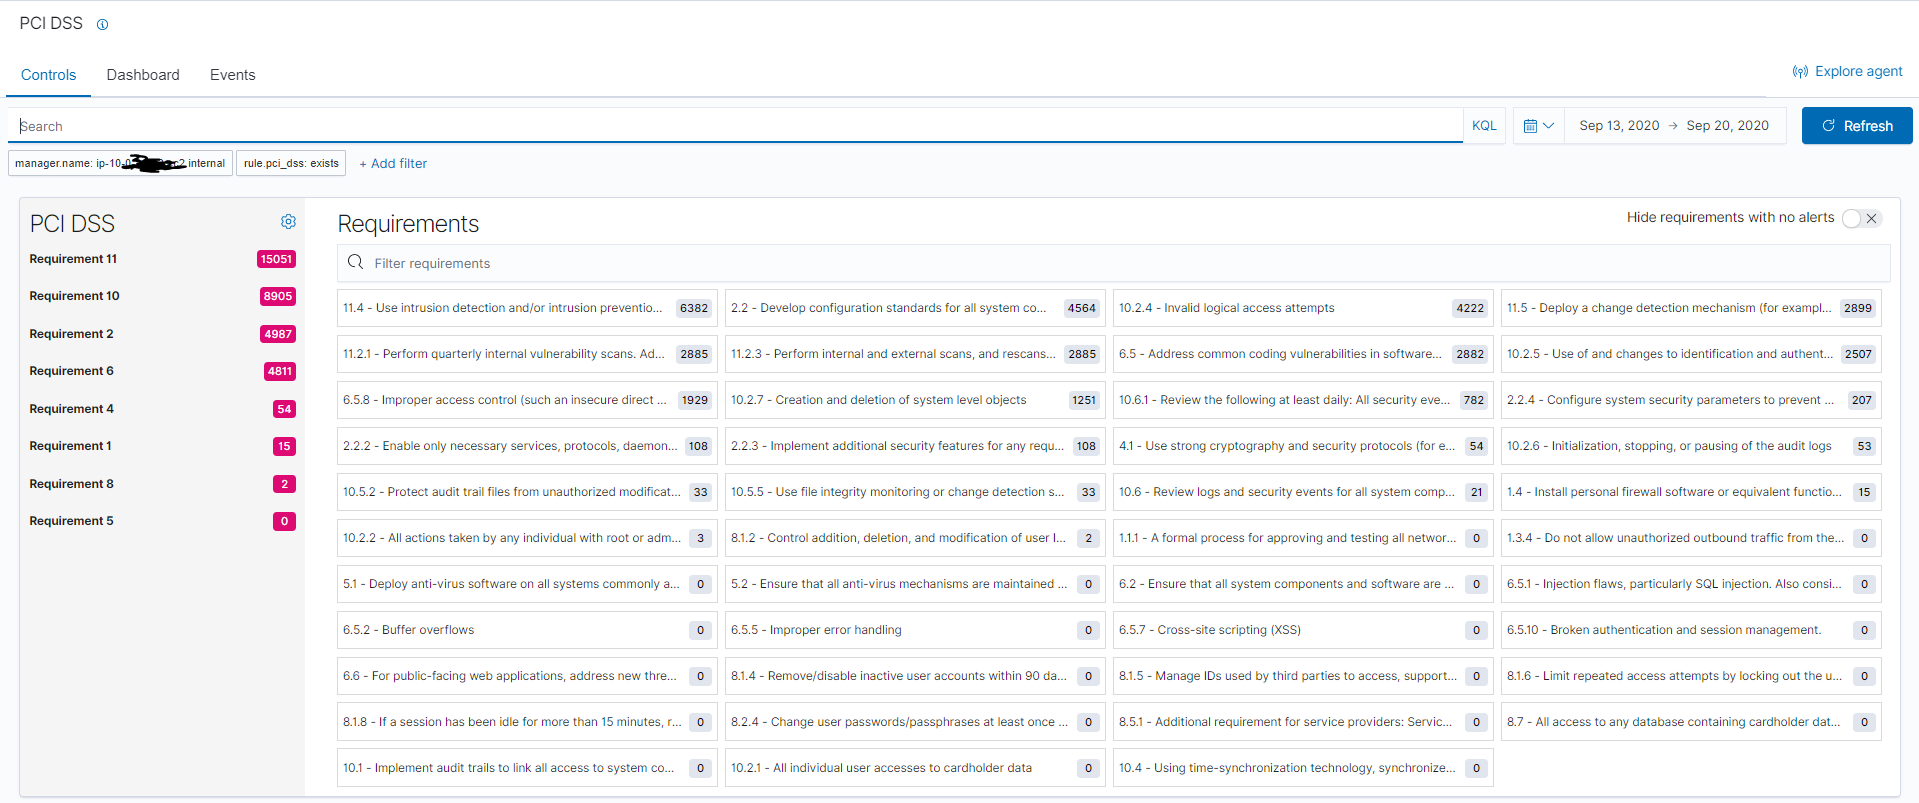 PCI DSS
Controls Dashboard Events
Explore agent
Search
KQL
Sep 13, 2020 → Sep 20, 2020
Refresh
manager.name: ip-10-0 c2.internal
rule.pci_dss: exists
+ Add filter
PCI DSS
Requirement 11 15051
Requirement 10 8905
Requirement 2 4987
Requirement 6 4811
Requirement 4 54
Requirement 1 15
Requirement 8 2
Requirement 5 0
Requirements
Hide requirements with no alerts
Filter requirements
11.4 - Use intrusion detection and/or intrusion preventio... 6382
2.2 - Develop configuration standards for all system co... 4564
10.2.4 - Invalid logical access attempts 4222
11.5 - Deploy a change detection mechanism (for exampl... 2899
11.2.1 - Perform quarterly internal vulnerability scans. Ad... 2885
11.2.3 - Perform internal and external scans, and rescans... 2885
6.5 - Address common coding vulnerabilities in software... 2882
10.2.5 - Use of and changes to identification and authent... 2507
6.5.8 - Improper access control (such an insecure direct ... 1929
10.2.7 - Creation and deletion of system level objects 1251
10.6.1 - Review the following at least daily: All security eve... 782
2.2.4 - Configure system security parameters to prevent ... 207
2.2.2 - Enable only necessary services, protocols, daemon... 108
2.2.3 - Implement additional security features for any requ... 108
4.1 - Use strong cryptography and security protocols (for e... 54
10.2.6 - Initialization, stopping, or pausing of the audit logs 53
10.5.2 - Protect audit trail files from unauthorized modificat... 33
10.5.5 - Use file integrity monitoring or change detection s... 33
10.6 - Review logs and security events for all system comp... 21
1.4 - Install personal firewall software or equivalent functio... 15
10.2.2 - All actions taken by any individual with root or adm... 3
8.1.2 - Control addition, deletion, and modification of user I... 2
1.1.1 - A formal process for approving and testing all networ... 0
1.3.4 - Do not allow unauthorized outbound traffic from the... 0
5.1 - Deploy anti-virus software on all systems commonly a... 0
5.2 - Ensure that all anti-virus mechanisms are maintained ... 0
6.2 - Ensure that all system components and software are ... 0
6.5.1 - Injection flaws, particularly SQL injection. Also consi... 0
6.5.2 - Buffer overflows 0
6.5.5 - Improper error handling 0
6.5.7 - Cross-site scripting (XSS) 0
6.5.10 - Broken authentication and session management. 0
6.6 - For public-facing web applications, address new thre... 0
8.1.4 - Remove/disable inactive user accounts within 90 da... 0
8.1.5 - Manage IDs used by third parties to access, support... 0
8.1.6 - Limit repeated access attempts by locking out the u... 0
8.1.8 - If a session has been idle for more than 15 minutes, r... 0
8.2.4 - Change user passwords/passphrases at least once ... 0
8.5.1 - Additional requirement for service providers: Servic... 0
8.7 - All access to any database containing cardholder dat... 0
10.1 - Implement audit trails to link all access to system co... 0
10.2.1 - All individual user accesses to cardholder data 0
10.4 - Using time-synchronization technology, synchronize... 0